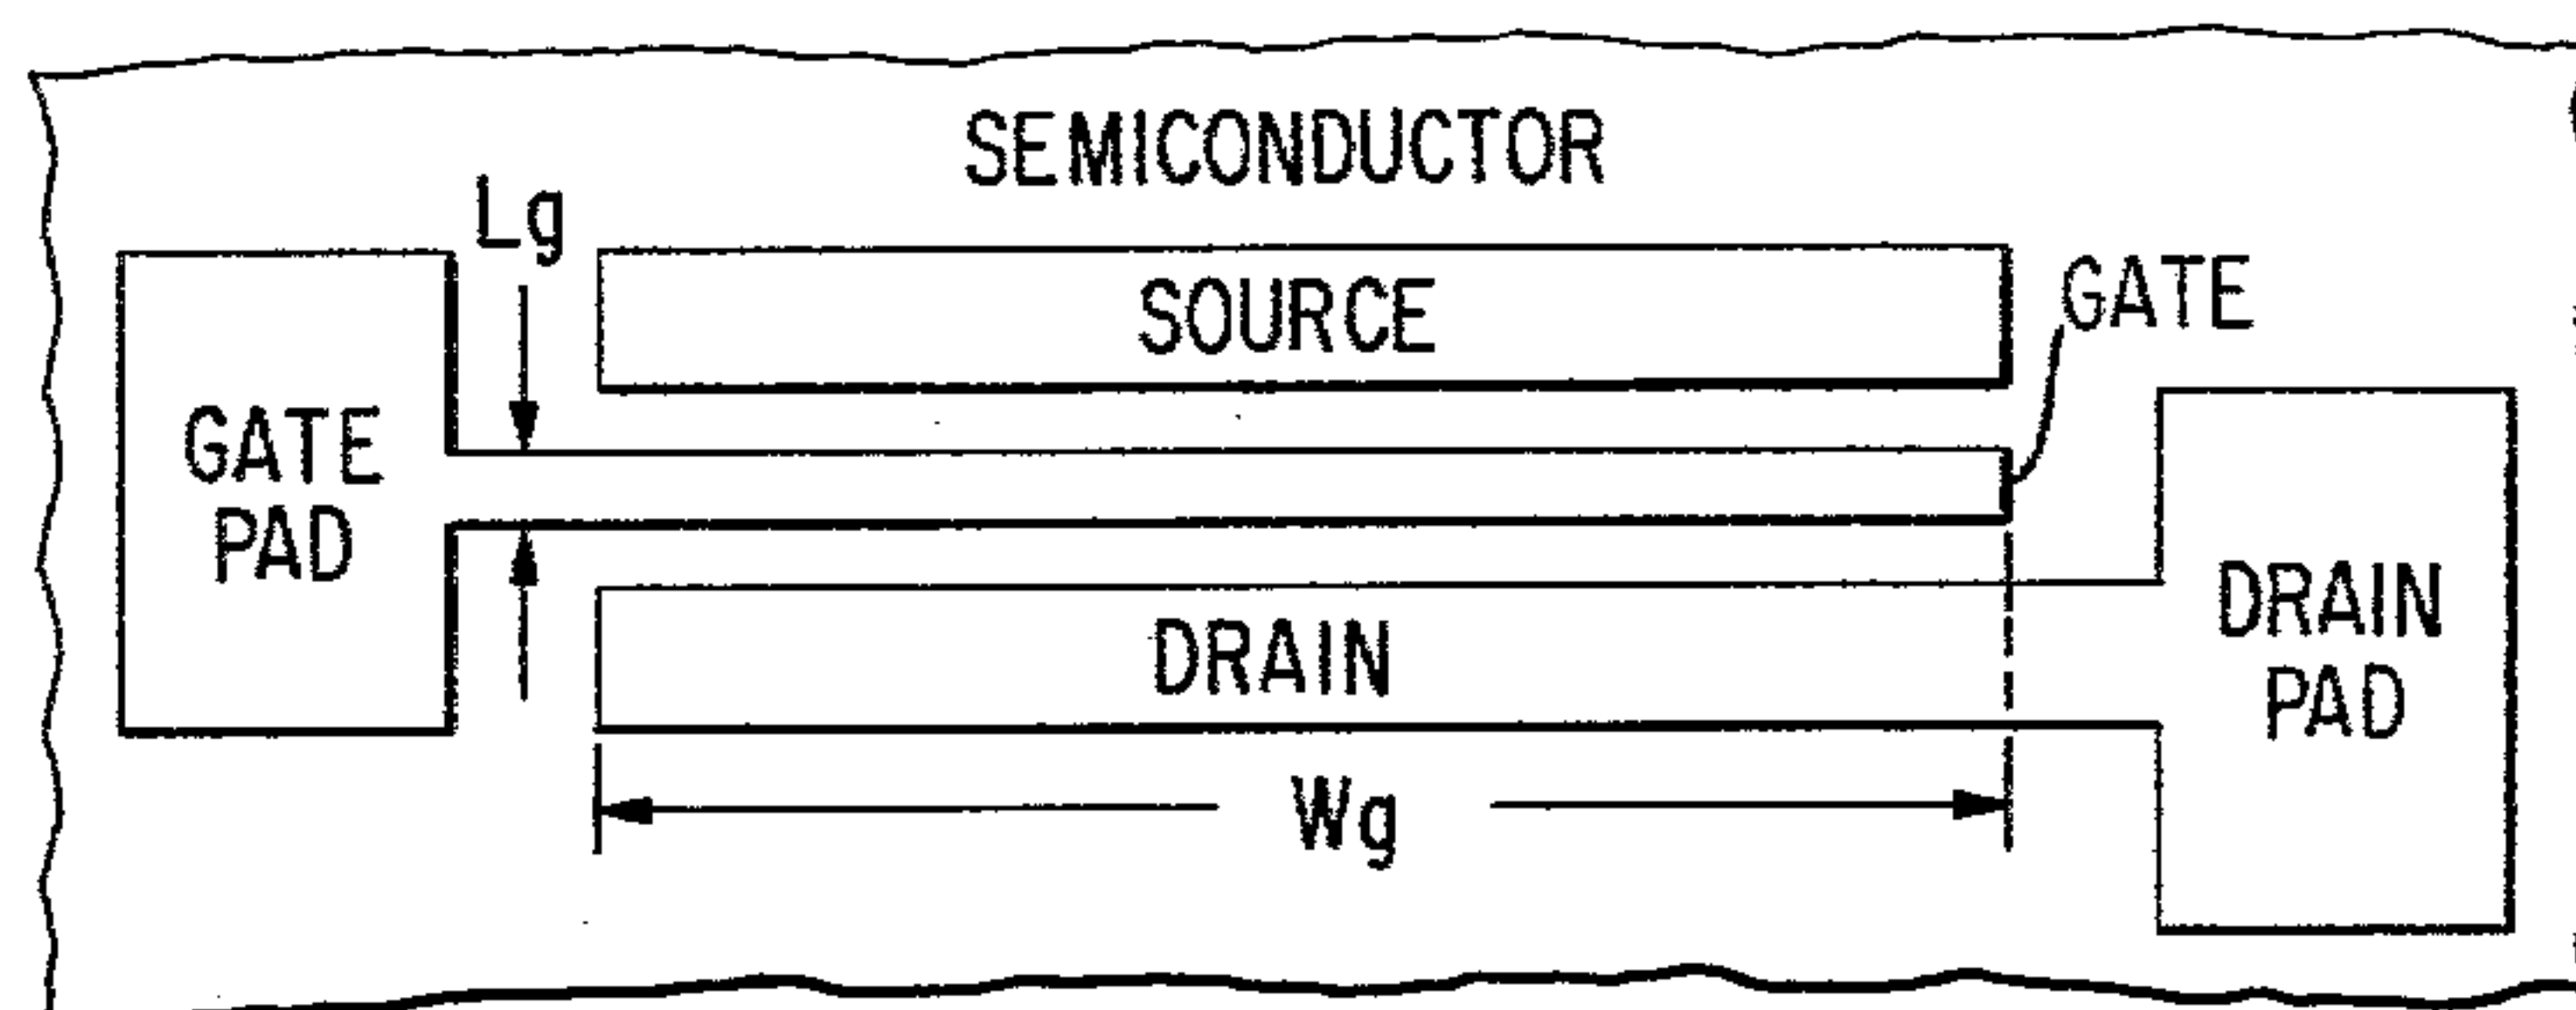 SEMICONDUCTOR
Lg
SOURCE
GATE
GATE
PAD
DRAIN
DRAIN
PAD
Wg